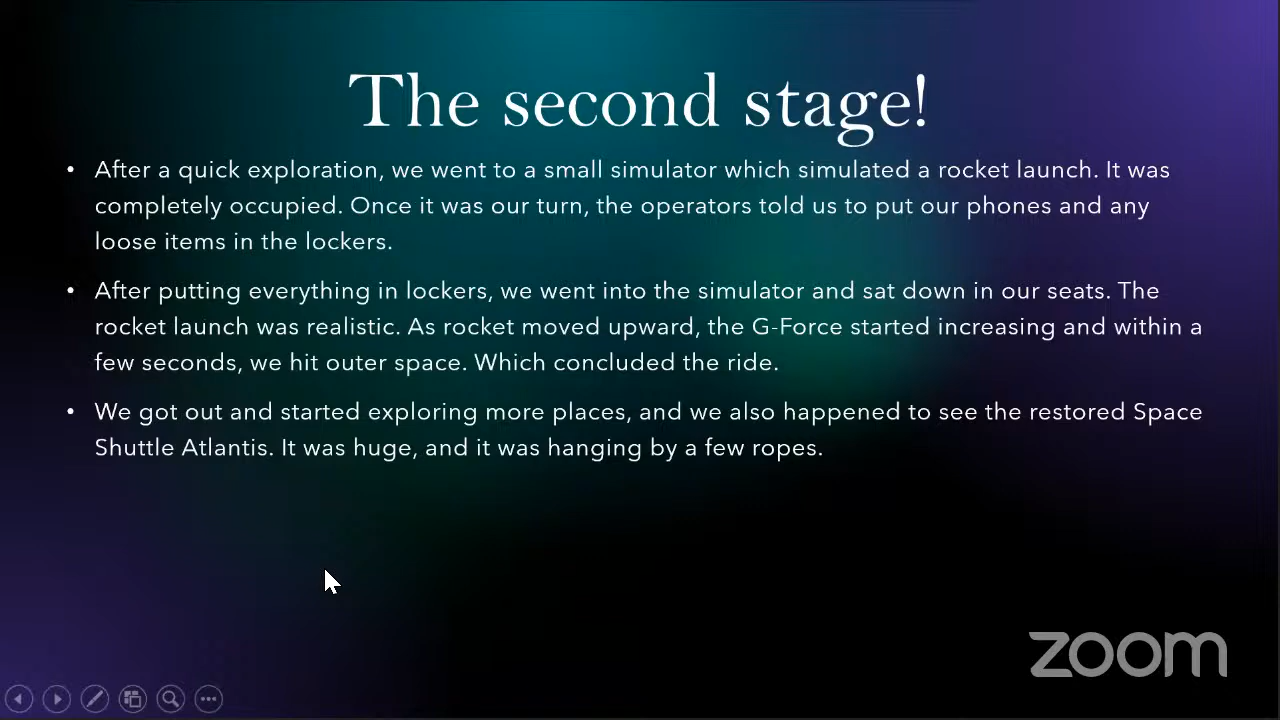 The second stage!
• After a quick exploration, we went to a small simulator which simulated a rocket launch. It was
completely occupied. Once it was our turn, the operators told us to put our phones and any
loose items in the lockers.
• After putting everything in lockers, we went into the simulator and sat down in our seats. The
rocket launch was realistic. As rocket moved upward, the G-Force started increasing and within a
few seconds, we hit outer space. Which concluded the ride.
• We got out and started exploring more places, and we also happened to see the restored Space
Shuttle Atlantis. It was huge, and it was hanging by a few ropes.
zoom